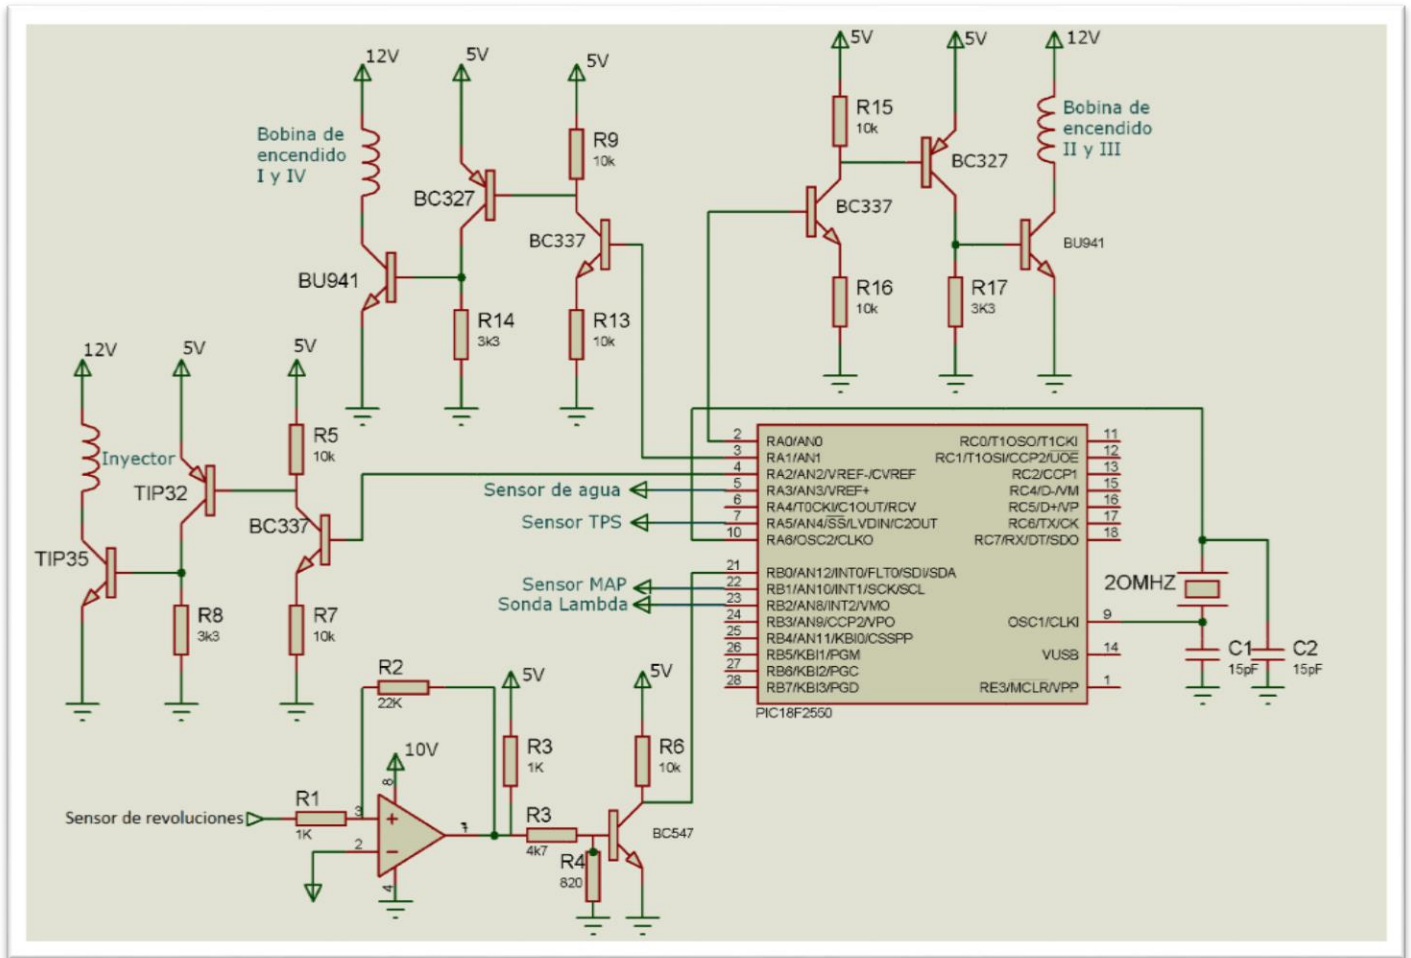 12V
5V
5V
Bobina de
encendido
I y IV
R9
10k
BC327
BC337
BU941
R14
3k3
R13
10k
5V
5V
12V
R15
10k
Bobina de
encendido
II y III
BC327
BC337
BU941
R16
10k
R17
3K3
12V
5V
5V
R5
10k
Inyector
TIP32
BC337
TIP35
R8
3k3
R7
10k
Sensor de agua
Sensor TPS
Sensor MAP
Sonda Lambda
2 RA0/AN0
3 RA1/AN1
4 RA2/AN2/VREF-/CVREF
5 RA3/AN3/VREF+
6 RA4/T0CKI/C1OUT/RCV
7 RA5/AN4/SS/LVDIN/C2OUT
10 RA6/OSC2/CLKO
21 RB0/AN12/INT0/FLT0/SDI/SDA
22 RB1/AN10/INT1/SCK/SCL
23 RB2/AN8/INT2/VMO
24 RB3/AN9/CCP2/VPO
25 RB4/AN11/KBI0/CSSPP
26 RB5/KBI1/PGM
27 RB6/KBI2/PGC
28 RB7/KBI3/PGD
RC0/T1OSO/T1CKI 11
RC1/T1OSI/CCP2/UOE 12
RC2/CCP1 13
RC4/D-/VM 15
RC5/D+/VP 16
RC6/TX/CK 17
RC7/RX/DT/SDO 18
OSC1/CLKI 9
VUSB 14
RE3/MCLR/VPP 1
PIC18F2550
2OMHZ
C1
15pF
C2
15pF
R2
22K
5V
5V
R3
1K
R6
10k
10V
8
Sensor de revoluciones
R1
1K
3
+
2
−
4
7
R3
4k7
R4
820
BC547